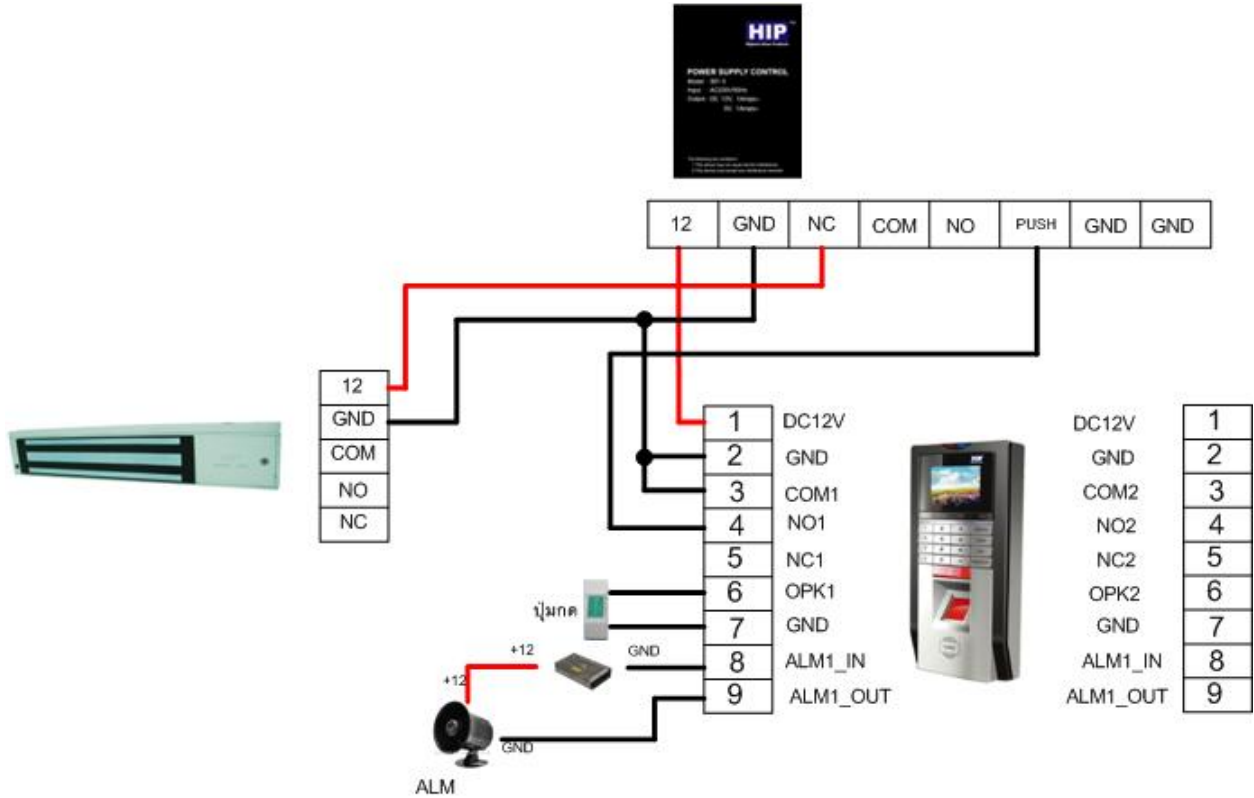 HIP
POWER SUPPLY CONTROL
12 GND NC COM NO PUSH GND GND
12
GND
COM
NO
NC
1 DC12V
2 GND
3 COM1
4 NO1
5 NC1
6 OPK1
7 GND
8 ALM1_IN
9 ALM1_OUT
DC12V 1
GND 2
COM2 3
NO2 4
NC2 5
OPK2 6
GND 7
ALM1_IN 8
ALM1_OUT 9
ปุ่มกด
+12 GND
+12
GND
ALM